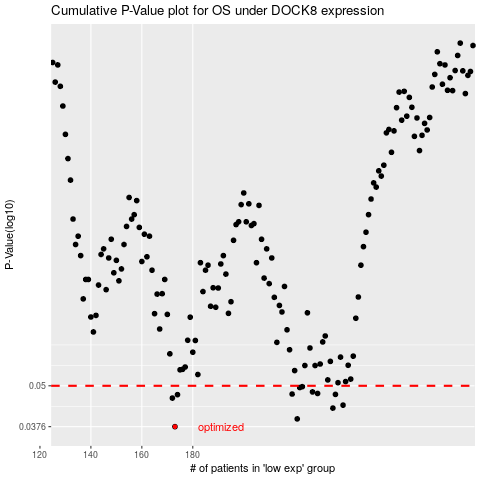 Cumulative P-Value plot for OS under DOCK8 expression
P-Value(log10)
0.05
0.0376
optimized
120
140
160
180
# of patients in 'low exp' group